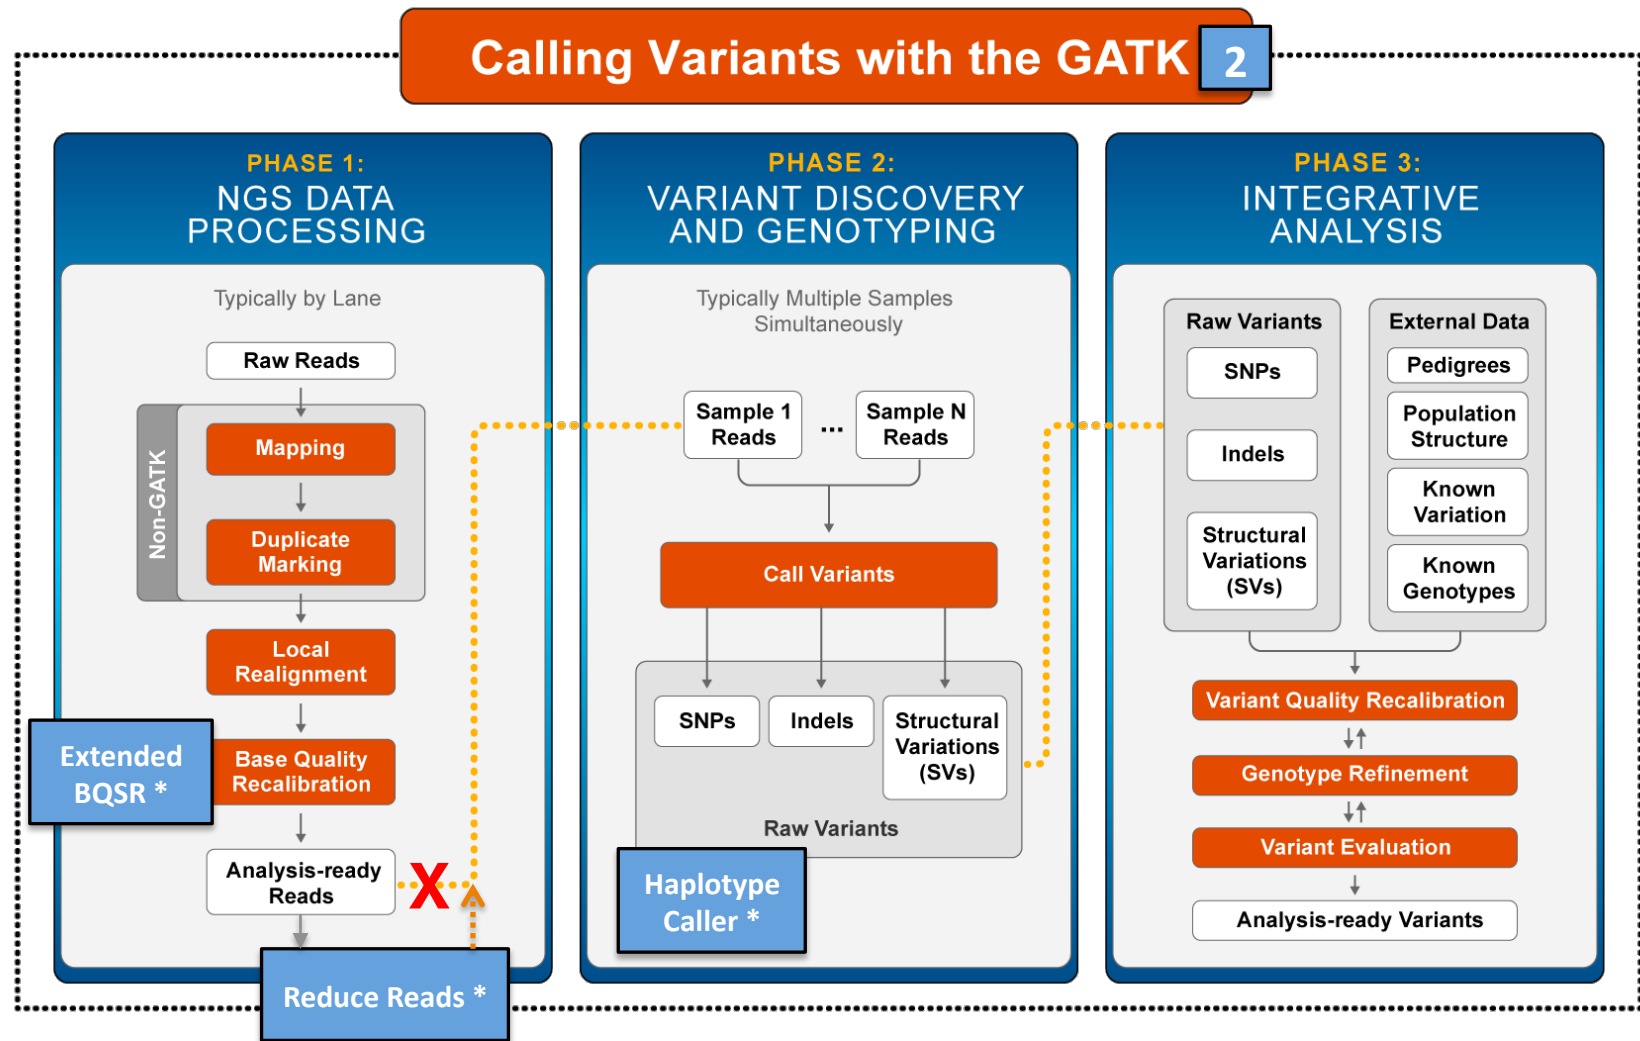 Calling Variants with the GATK 2
PHASE 1:
NGS DATA
PROCESSING
Typically by Lane
Raw Reads
Non-GATK
Mapping
Duplicate
Marking
Local
Realignment
Extended
BQSR *
Base Quality
Recalibration
Analysis-ready
Reads
X
Reduce Reads *
PHASE 2:
VARIANT DISCOVERY
AND GENOTYPING
Typically Multiple Samples
Simultaneously
Sample 1
Reads
...
Sample N
Reads
Call Variants
SNPs
Indels
Structural
Variations
(SVs)
Raw Variants
Haplotype
Caller *
PHASE 3:
INTEGRATIVE
ANALYSIS
Raw Variants
SNPs
Indels
Structural
Variations
(SVs)
External Data
Pedigrees
Population
Structure
Known
Variation
Known
Genotypes
Variant Quality Recalibration
Genotype Refinement
Variant Evaluation
Analysis-ready Variants